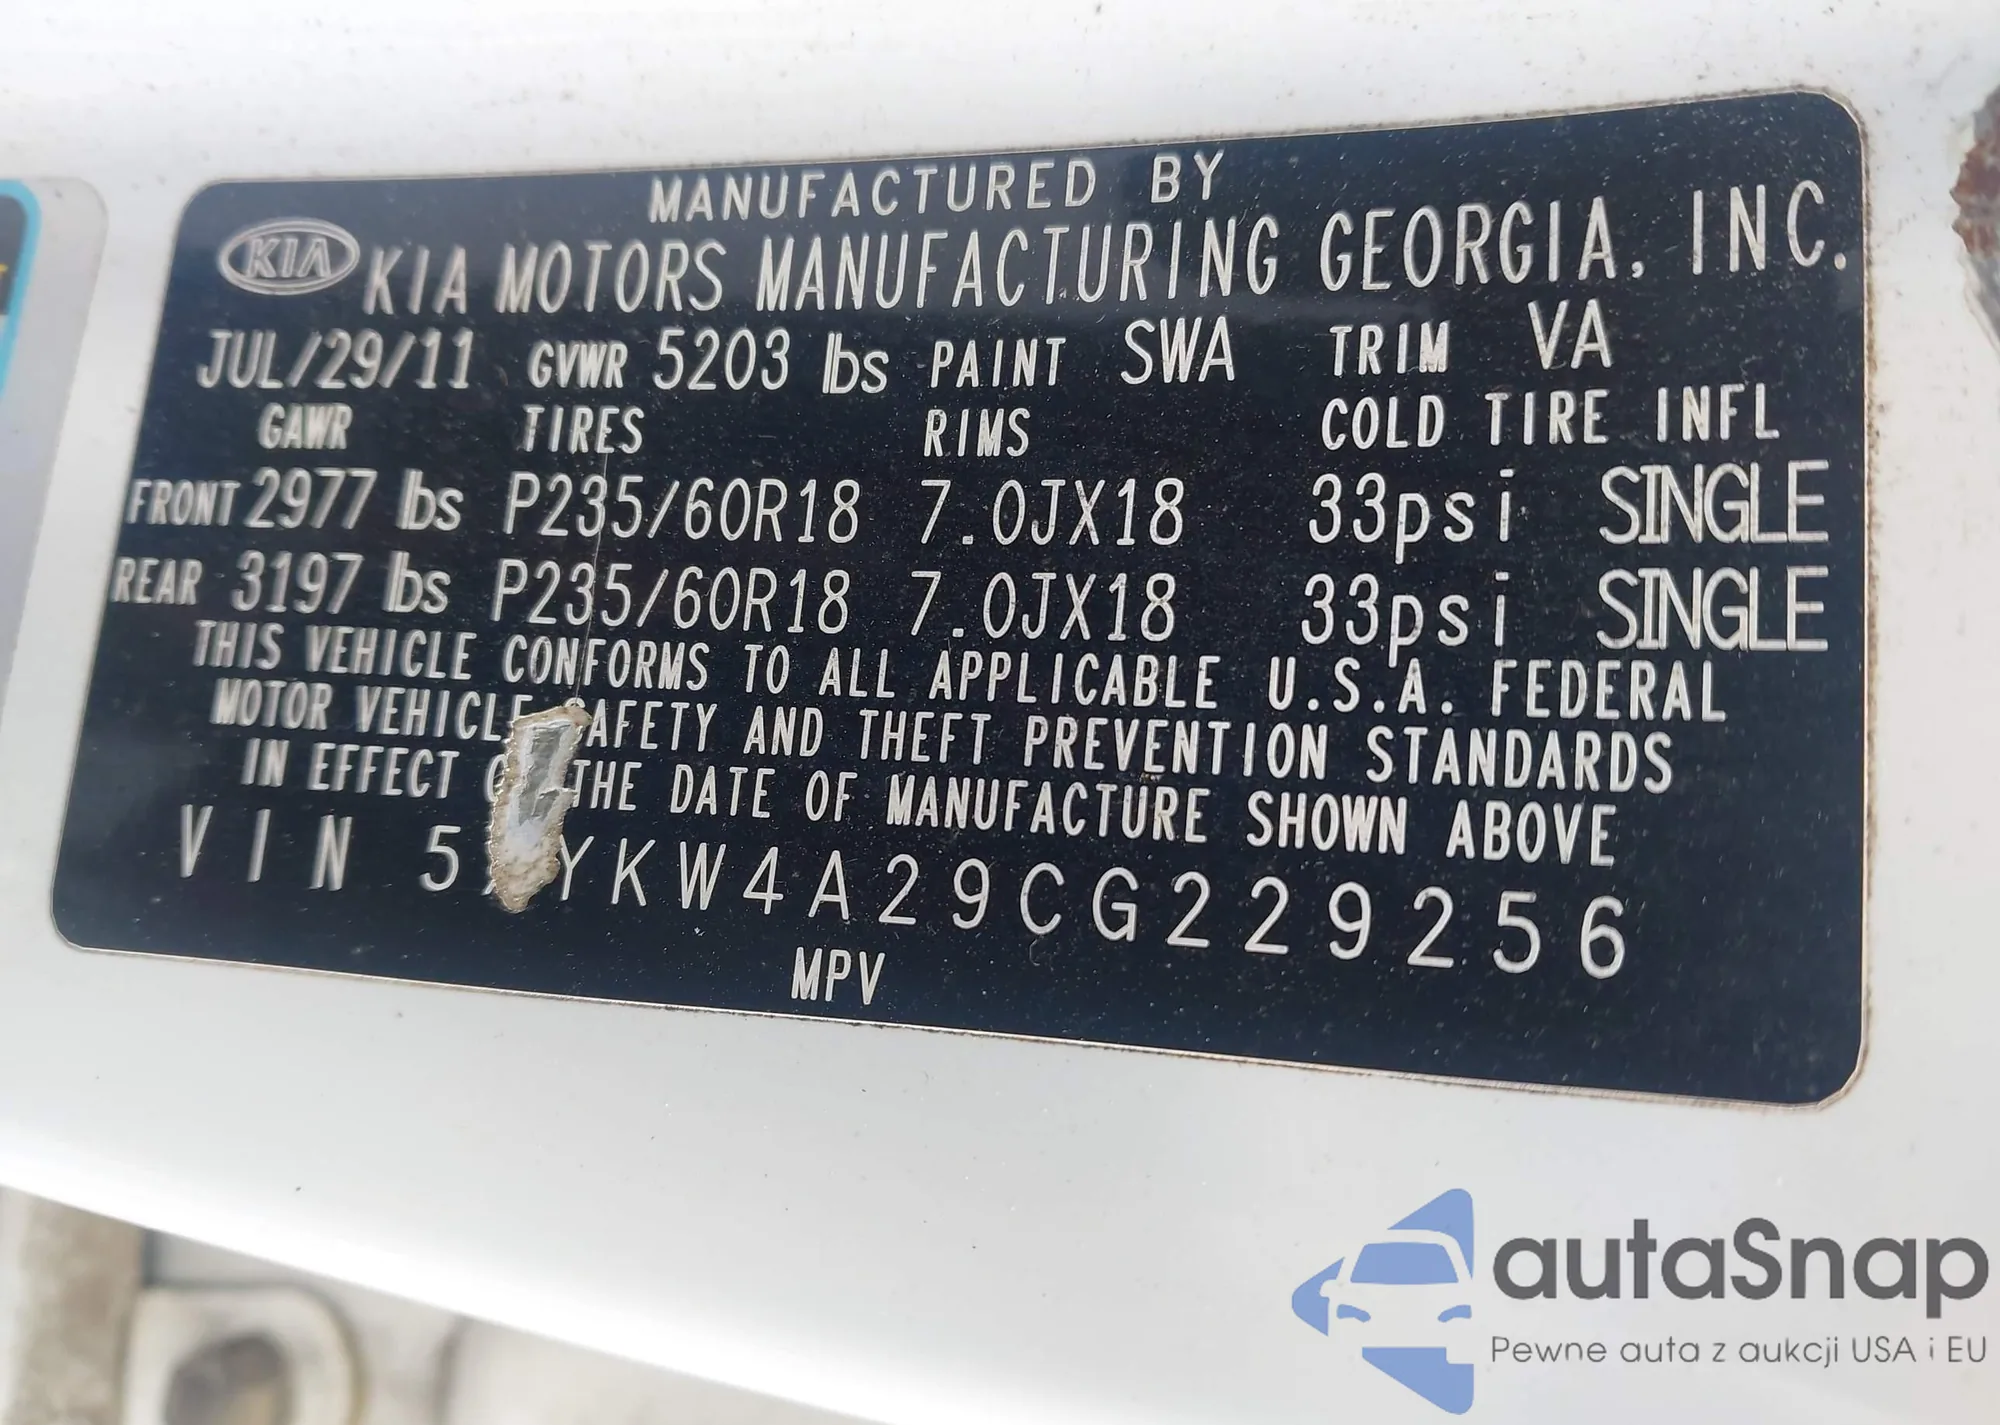 MANUFACTURED BY
KIA KIA MOTORS MANUFACTURING GEORGIA, INC.
JUL/29/11 GVWR 5203 lbs PAINT SWA TRIM VA
GAWR TIRES RIMS COLD TIRE INFL
FRONT 2977 lbs P235/60R18 7.0JX18 33psi SINGLE
REAR 3197 lbs P235/60R18 7.0JX18 33psi SINGLE
THIS VEHICLE CONFORMS TO ALL APPLICABLE U.S.A. FEDERAL
MOTOR VEHICLE SAFETY AND THEFT PREVENTION STANDARDS
IN EFFECT THE DATE OF MANUFACTURE SHOWN ABOVE
VIN 5 YKW4A29CG229256
MPV
autaSnap
Pewne auta z aukcji USA i EU